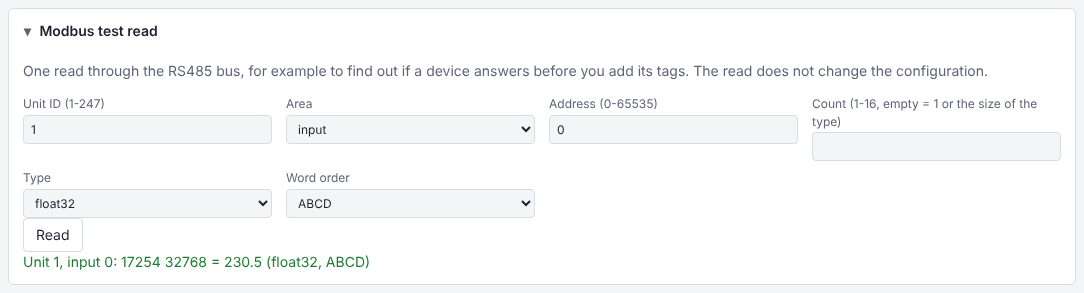 ▼ Modbus test read
One read through the RS485 bus, for example to find out if a device answers before you add its tags. The read does not change the configuration.
Unit ID (1-247)
Area
Address (0-65535)
Count (1-16, empty = 1 or the size of the
type)
1
input
0
Type
Word order
float32
ABCD
Read
Unit 1, input 0: 17254 32768 = 230.5 (float32, ABCD)